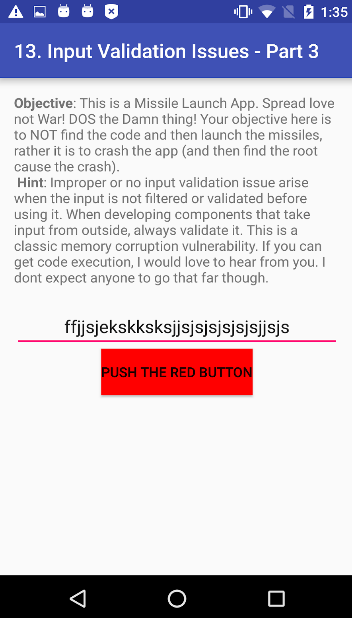 1:35
13. Input Validation Issues - Part 3
Objective: This is a Missile Launch App. Spread love
not War! DOS the Damn thing! Your objective here is
to NOT find the code and then launch the missiles,
rather it is to crash the app (and then find the root
cause the crash).
Hint: Improper or no input validation issue arise
when the input is not filtered or validated before
using it. When developing components that take
input from outside, always validate it. This is a
classic memory corruption vulnerability. If you can
get code execution, I would love to hear from you. I
dont expect anyone to go that far though.
ffjjsjekskksksjjsjsjsjsjsjsjjsjs
PUSH THE RED BUTTON